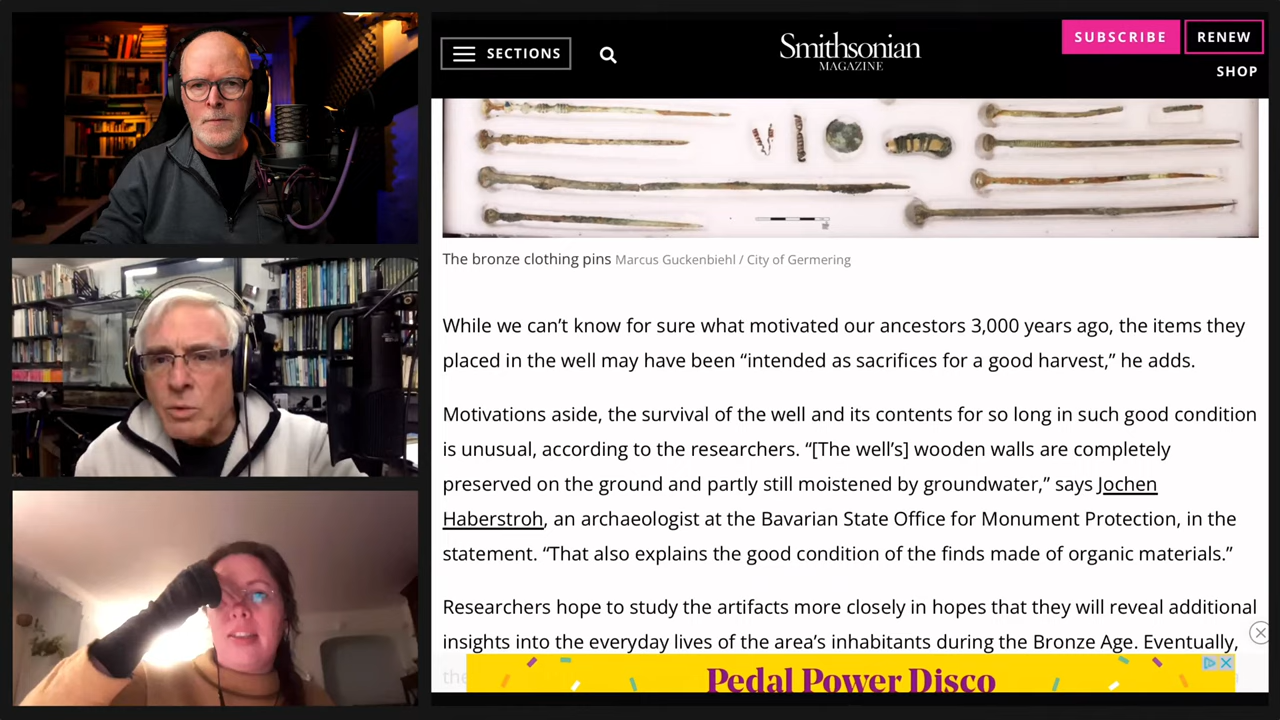 SECTIONS
Smithsonian
MAGAZINE
SUBSCRIBE
RENEW
SHOP
The bronze clothing pins Marcus Guckenbiehl / City of Germering
While we can’t know for sure what motivated our ancestors 3,000 years ago, the items they
placed in the well may have been “intended as sacrifices for a good harvest,” he adds.
Motivations aside, the survival of the well and its contents for so long in such good condition
is unusual, according to the researchers. “[The well’s] wooden walls are completely
preserved on the ground and partly still moistened by groundwater,” says Jochen
Haberstroh, an archaeologist at the Bavarian State Office for Monument Protection, in the
statement. “That also explains the good condition of the finds made of organic materials.”
Researchers hope to study the artifacts more closely in hopes that they will reveal additional
insights into the everyday lives of the area’s inhabitants during the Bronze Age. Eventually,
Pedal Power Disco